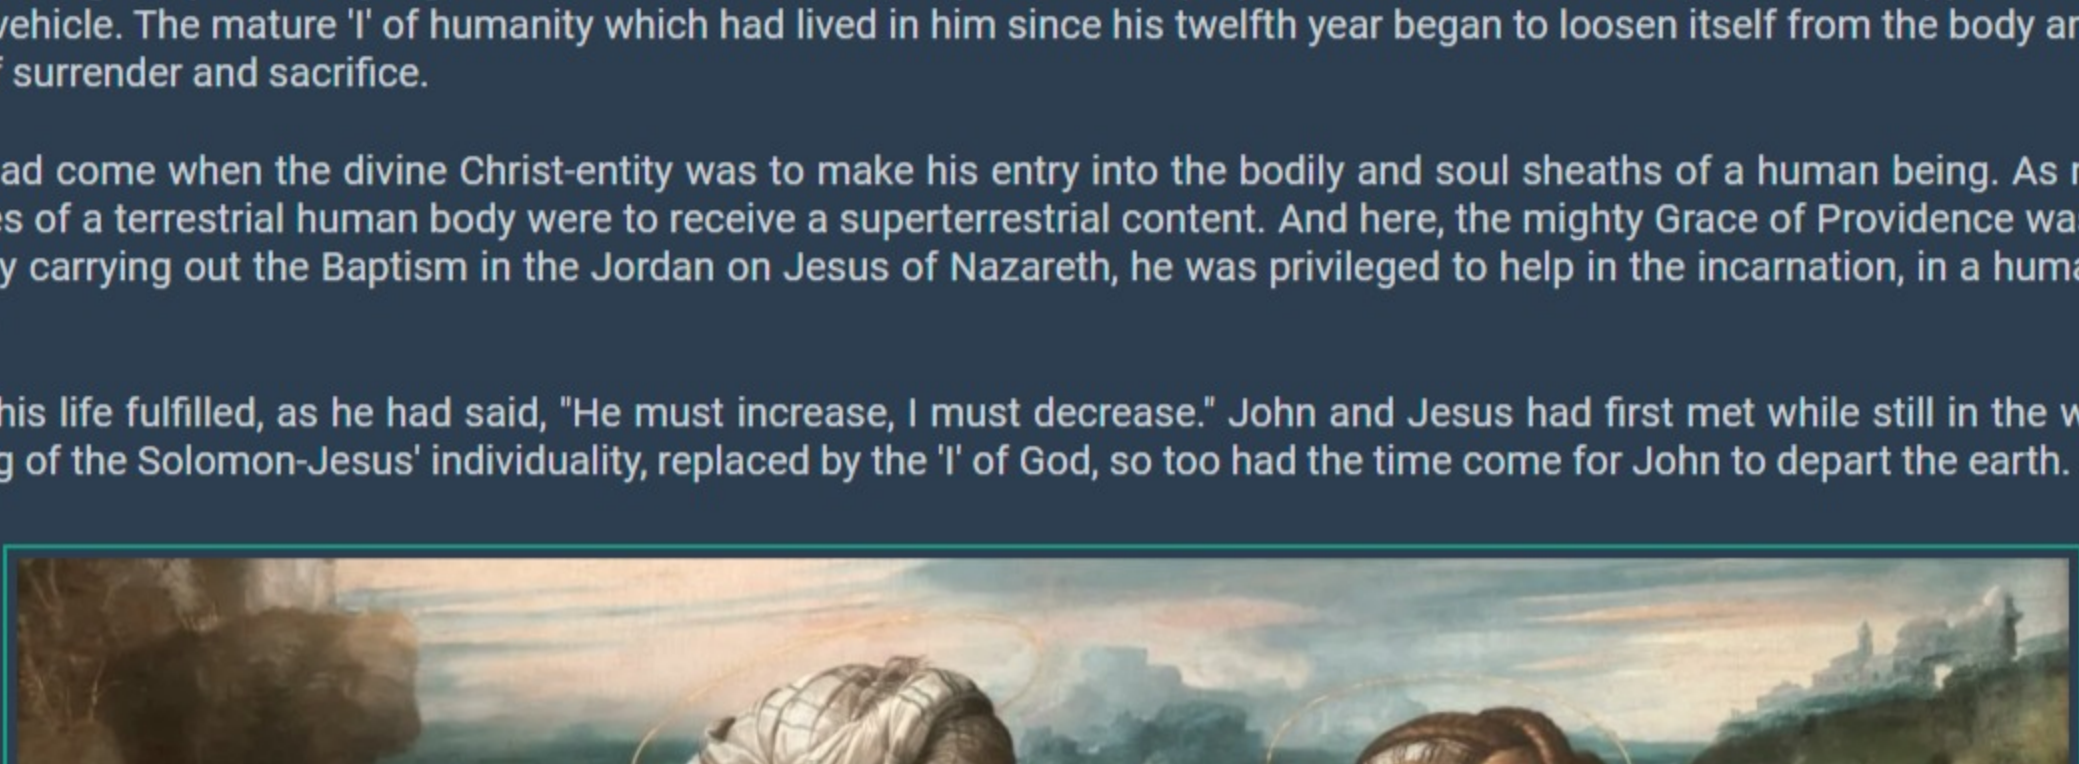 vehicle. The mature 'I' of humanity which had lived in him since his twelfth year began to loosen itself from the body
surrender and sacrifice.
come when the divine Christ-entity was to make his entry into the bodily and soul sheaths of a human being. As
of a terrestrial human body were to receive a superterrestrial content. And here, the mighty Grace of Providence
carrying out the Baptism in the Jordan on Jesus of Nazareth, he was privileged to help in the incarnation, in a
his life fulfilled, as he had said, "He must increase, I must decrease." John and Jesus had first met while still in the
of the Solomon-Jesus' individuality, replaced by the 'I' of God, so too had the time come for John to depart the earth.